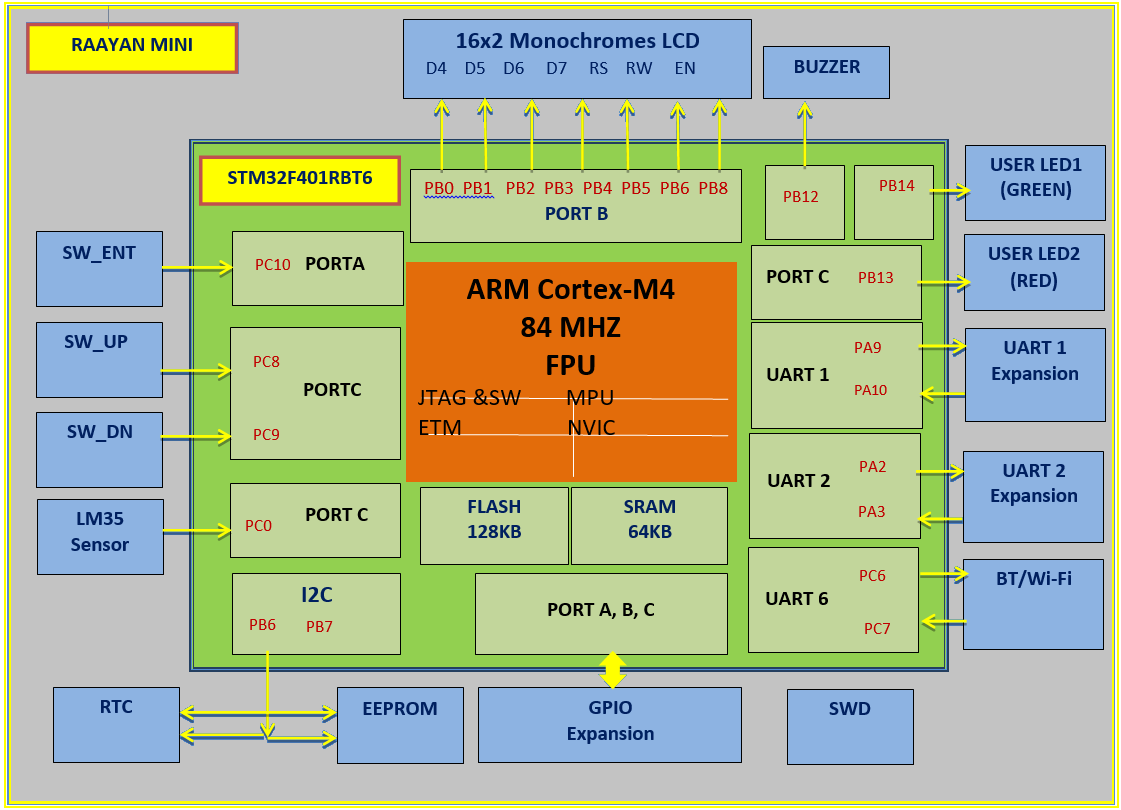 RAAYAN MINI
16x2 Monochromes LCD
D4 D5 D6 D7 RS RW EN
BUZZER
STM32F401RBT6
PB0 PB1 PB2 PB3 PB4 PB5 PB6 PB8
PORT B
PB12
PB14
USER LED1
(GREEN)
SW_ENT
PC10 PORTA
PORT C PB13
USER LED2
(RED)
ARM Cortex-M4
84 MHZ
FPU
JTAG &SW MPU
ETM NVIC
SW_UP
PC8
PORTC
PC9
SW_DN
UART 1
PA9
PA10
UART 1
Expansion
LM35
Sensor
PC0 PORT C
FLASH
128KB
SRAM
64KB
UART 2
PA2
PA3
UART 2
Expansion
I2C
PB6 PB7
PORT A, B, C
UART 6
PC6
PC7
BT/Wi-Fi
RTC
EEPROM
GPIO
Expansion
SWD